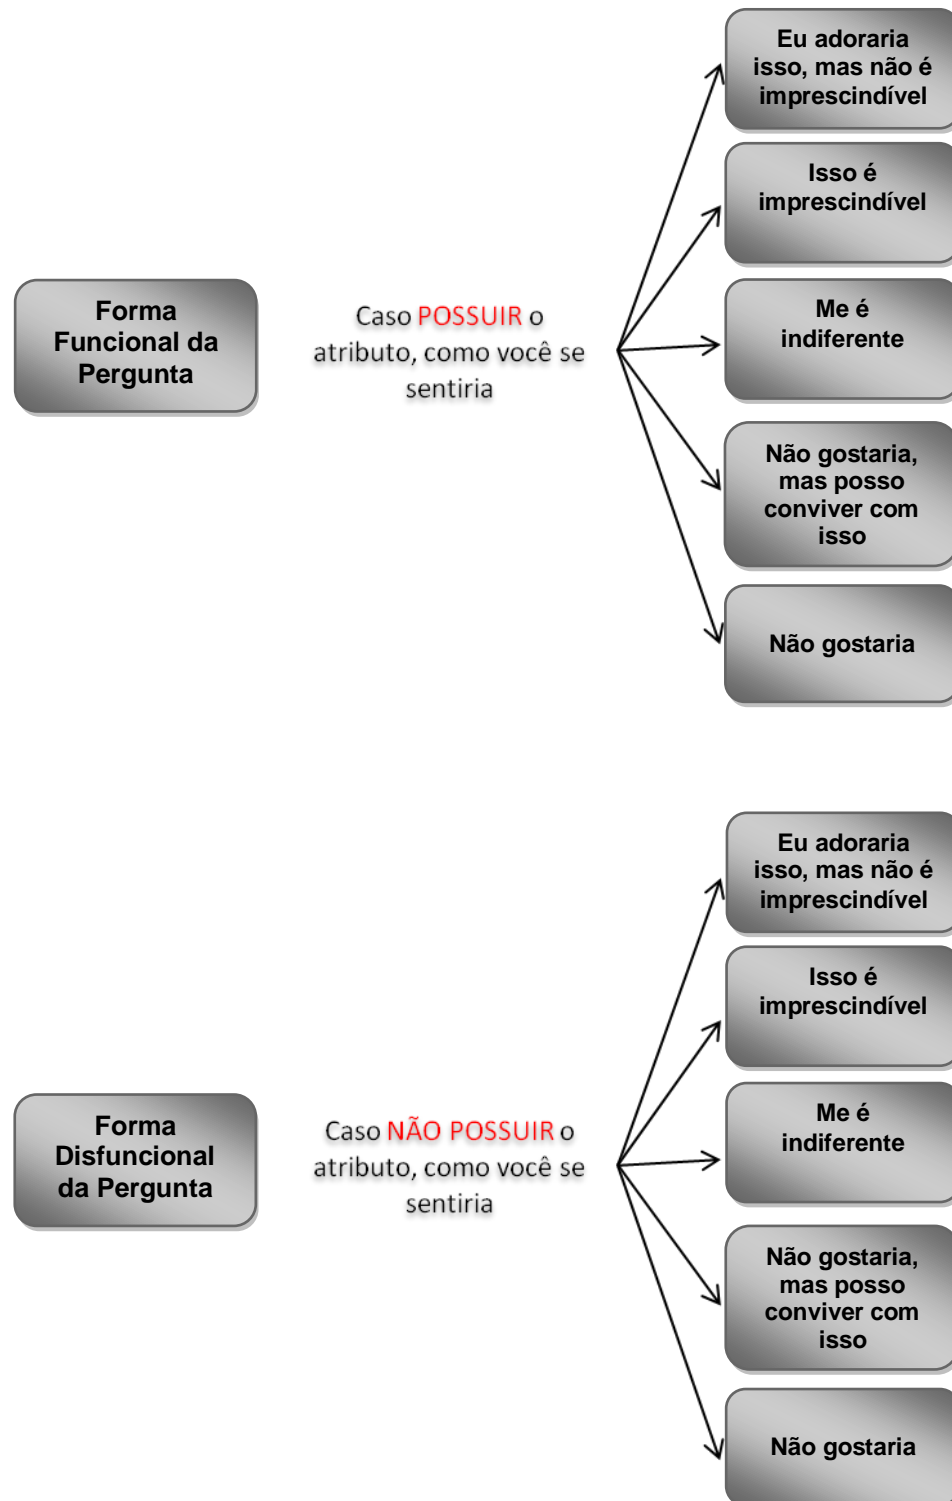 Eu adoraria
isso, mas não é
imprescindível
Isso é
imprescindível
Forma
Funcional da
Pergunta
Caso POSSUIR o
atributo, como você se
sentiria
Me é
indiferente
Não gostaria,
mas posso
conviver com
isso
Não gostaria
Eu adoraria
isso, mas não é
imprescindível
Isso é
imprescindível
Forma
Disfuncional
da Pergunta
Caso NÃO POSSUIR o
atributo, como você se
sentiria
Me é
indiferente
Não gostaria,
mas posso
conviver com
isso
Não gostaria